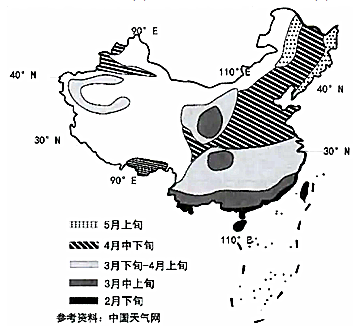 90° E
110° E
40° N
40° N
30° N
30° N
90° E
110° E
5月上旬
4月中下旬
3月下旬-4月上旬
3月中上旬
2月下旬
参考资料：中国天气网